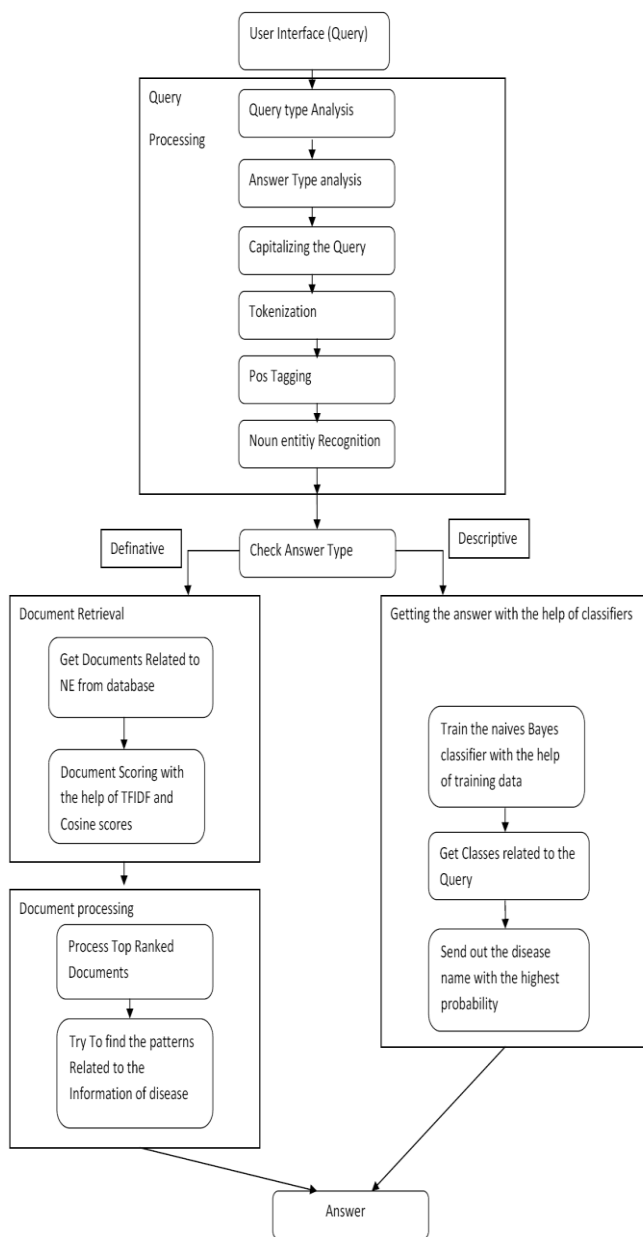 User Interface (Query)
Query
Processing
Query type Analysis
Answer Type analysis
Capitalizing the Query
Tokenization
Pos Tagging
Noun entitiy Recognition
Definative
Check Answer Type
Descriptive
Document Retrieval
Get Documents Related to
NE from database
Document Scoring with
the help of TFIDF and
Cosine scores
Document processing
Process Top Ranked
Documents
Try To find the patterns
Related to the
Information of disease
Getting the answer with the help of classifiers
Train the naives Bayes
classifier with the help
of training data
Get Classes related to the
Query
Send out the disease
name with the highest
probability
Answer